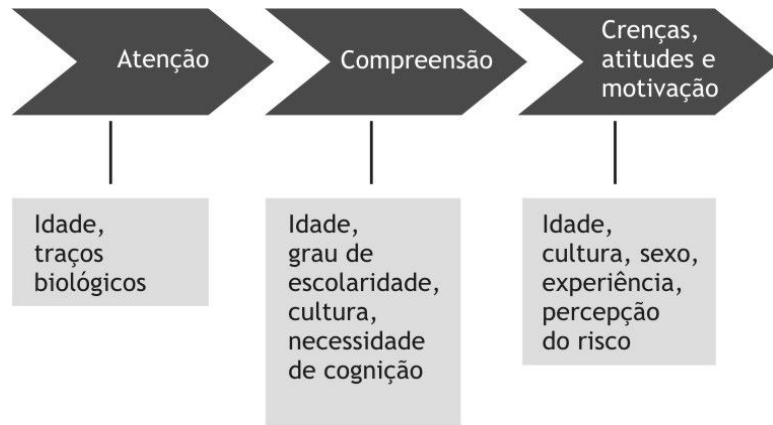 Atenção
Compreensão
Crenças,
atitudes e
motivação
Idade,
traços
biológicos
Idade,
grau de
escolaridade,
cultura,
necessidade
de cognição
Idade,
cultura, sexo,
experiência,
percepção
do risco